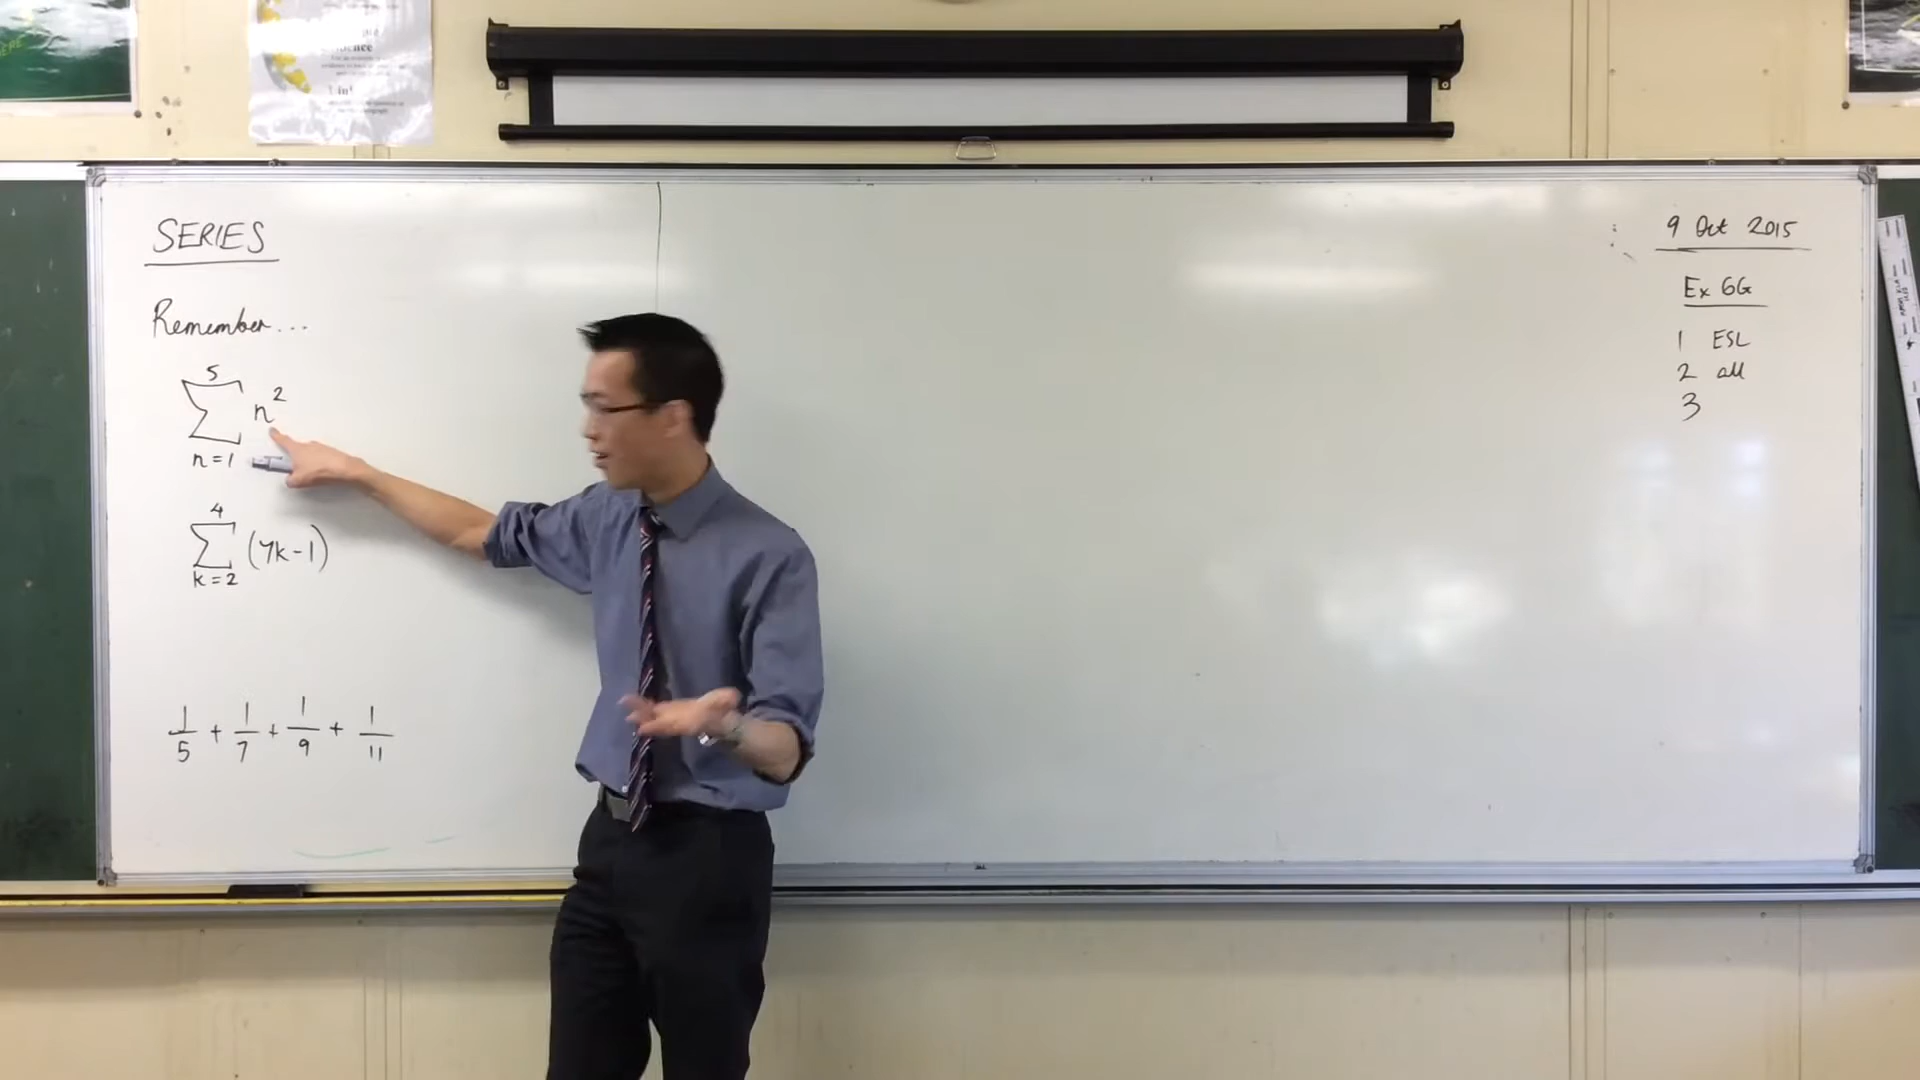 SERIES
Remember...
5
∑ n²
n=1
4
∑ (7k-1)
k=2
1/5 + 1/7 + 1/9 + 1/11
9 Oct 2015
Ex 6G
1 ESL
2 all
3